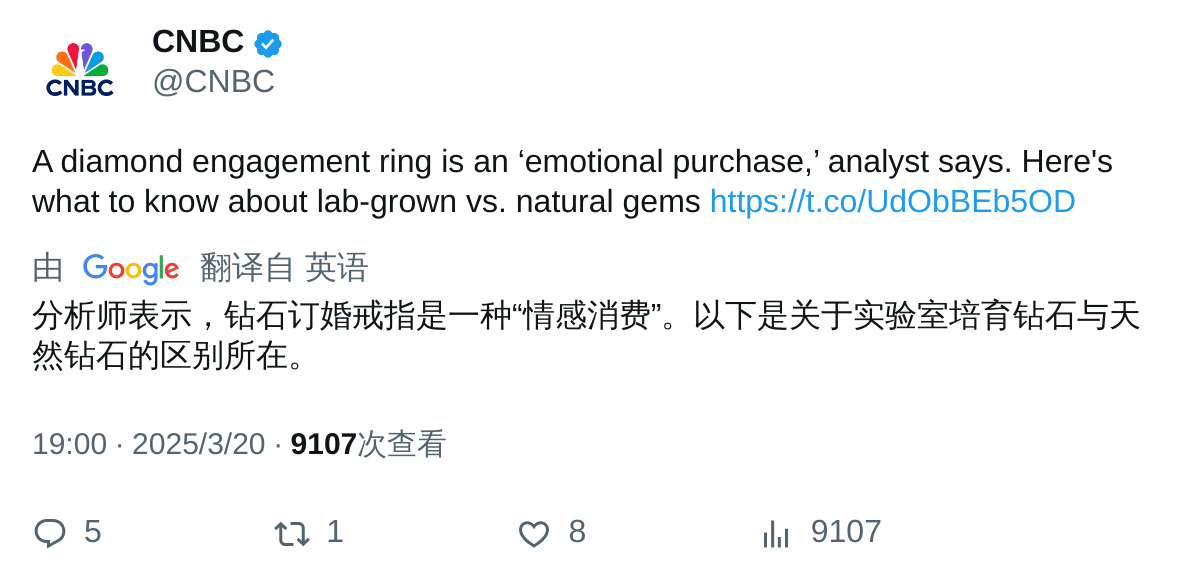 CNBC
CNBC
@CNBC
A diamond engagement ring is an ‘emotional purchase,’ analyst says. Here's
what to know about lab-grown vs. natural gems https://t.co/UdObBEb5OD
由 Google 翻译自 英语
分析师表示，钻石订婚戒指是一种“情感消费”。以下是关于实验室培育钻石与天
然钻石的区别所在。
19:00 · 2025/3/20 · 9107次查看
5 1 8 9107